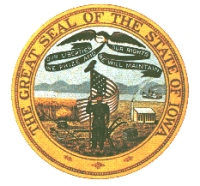 THE GREAT SEAL OF THE STATE OF IOWA
OUR LIBERTIES
WE PRIZE AND
OUR RIGHTS
WE WILL MAINTAIN